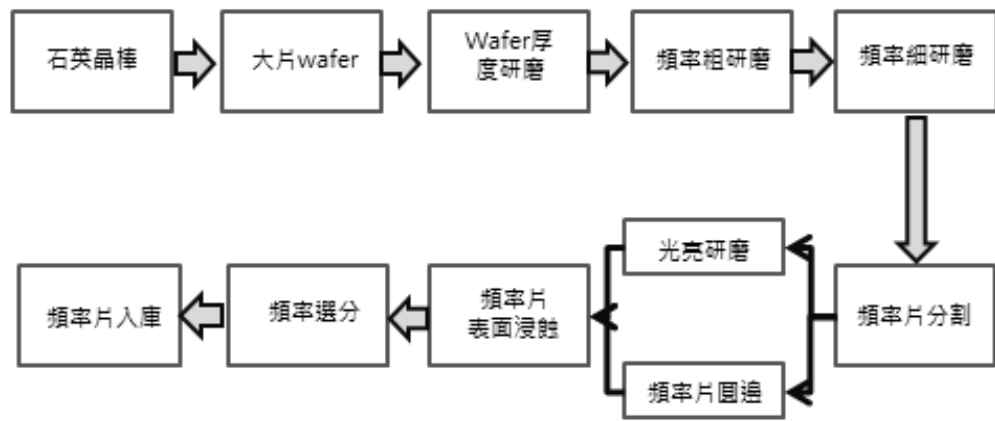 石英晶棒
大片wafer
Wafer厚
度研磨
頻率粗研磨
頻率細研磨
光亮研磨
頻率片入庫
頻率選分
頻率片
表面浸蝕
頻率片分割
頻率片圓邊